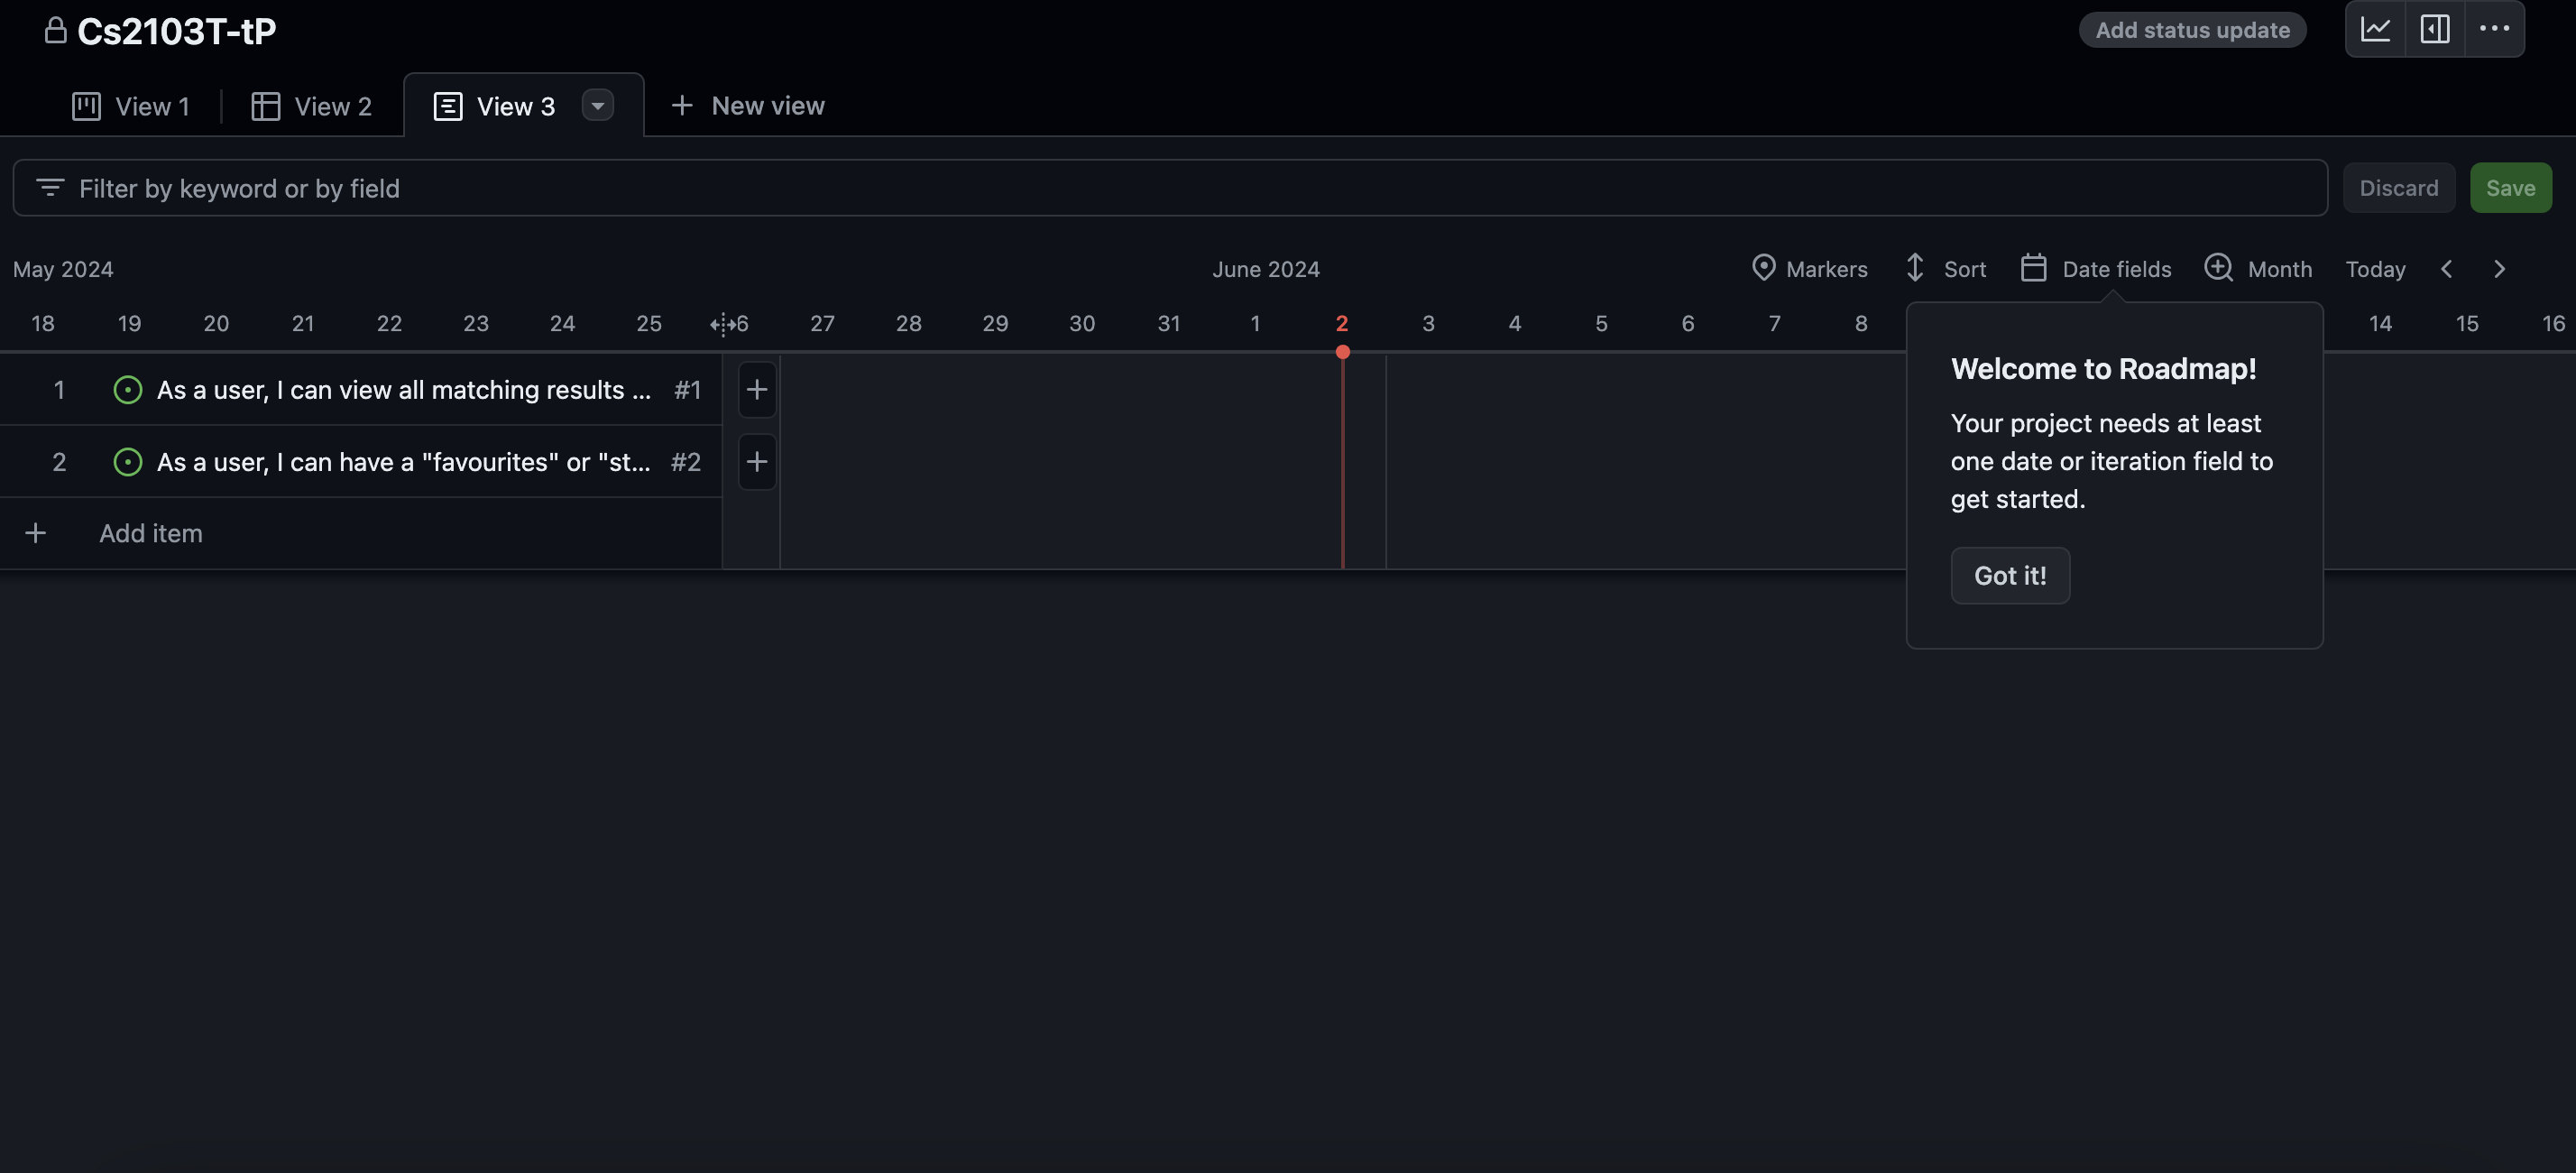 Cs2103T-tP
Add status update
View 1
View 2
View 3
New view
Filter by keyword or by field
Discard
Save
May 2024
June 2024
Markers
Sort
Date fields
Month
Today
18 19 20 21 22 23 24 25 6 27 28 29 30 31 1 2 3 4 5 6 7 8 14 15 16
1 As a user, I can view all matching results ... #1
2 As a user, I can have a "favourites" or "st... #2
Add item
Welcome to Roadmap!
Your project needs at least
one date or iteration field to
get started.
Got it!